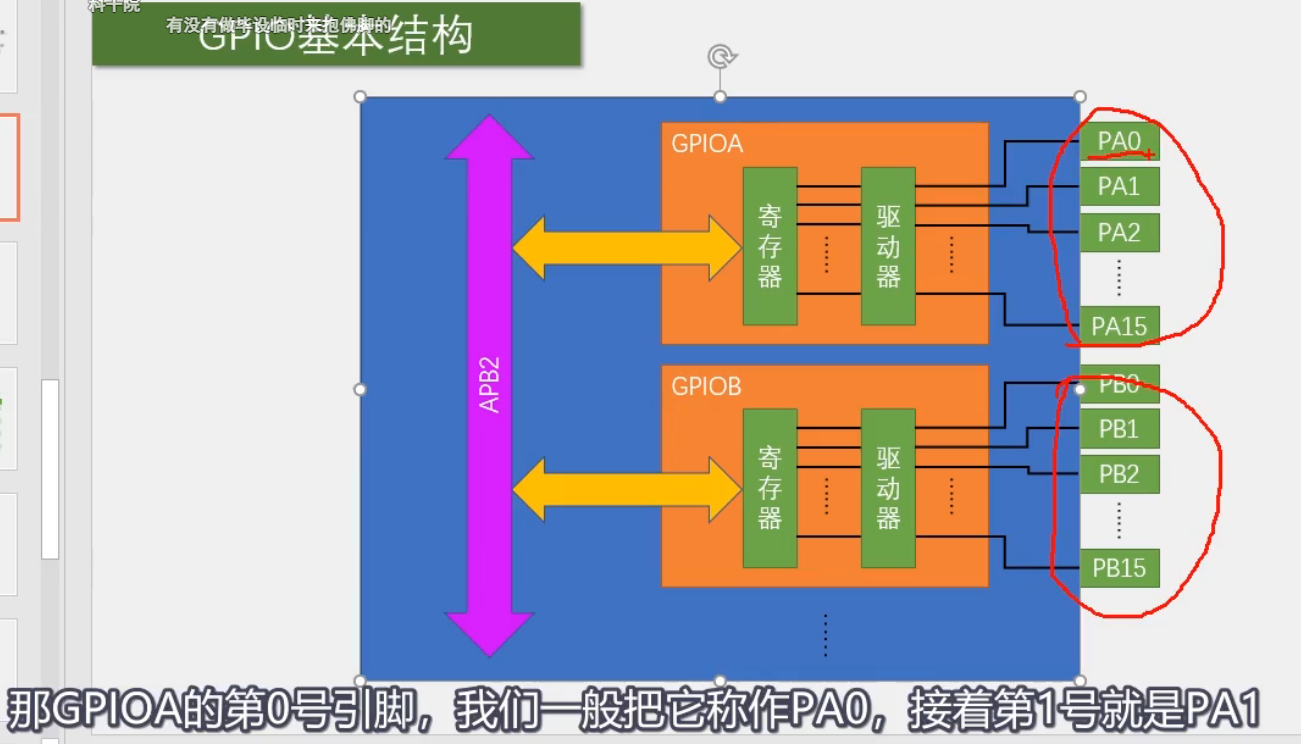 科十院
有没有做毕设临时来抱佛脚的
GPIO基本结构
GPIOA
寄存器
驱动器
PA0
PA1
PA2
PA15
APB2
GPIOB
寄存器
驱动器
PB0
PB1
PB2
PB15
那GPIOA的第0号引脚，我们一般把它称作PA0，接着第1号就是PA1